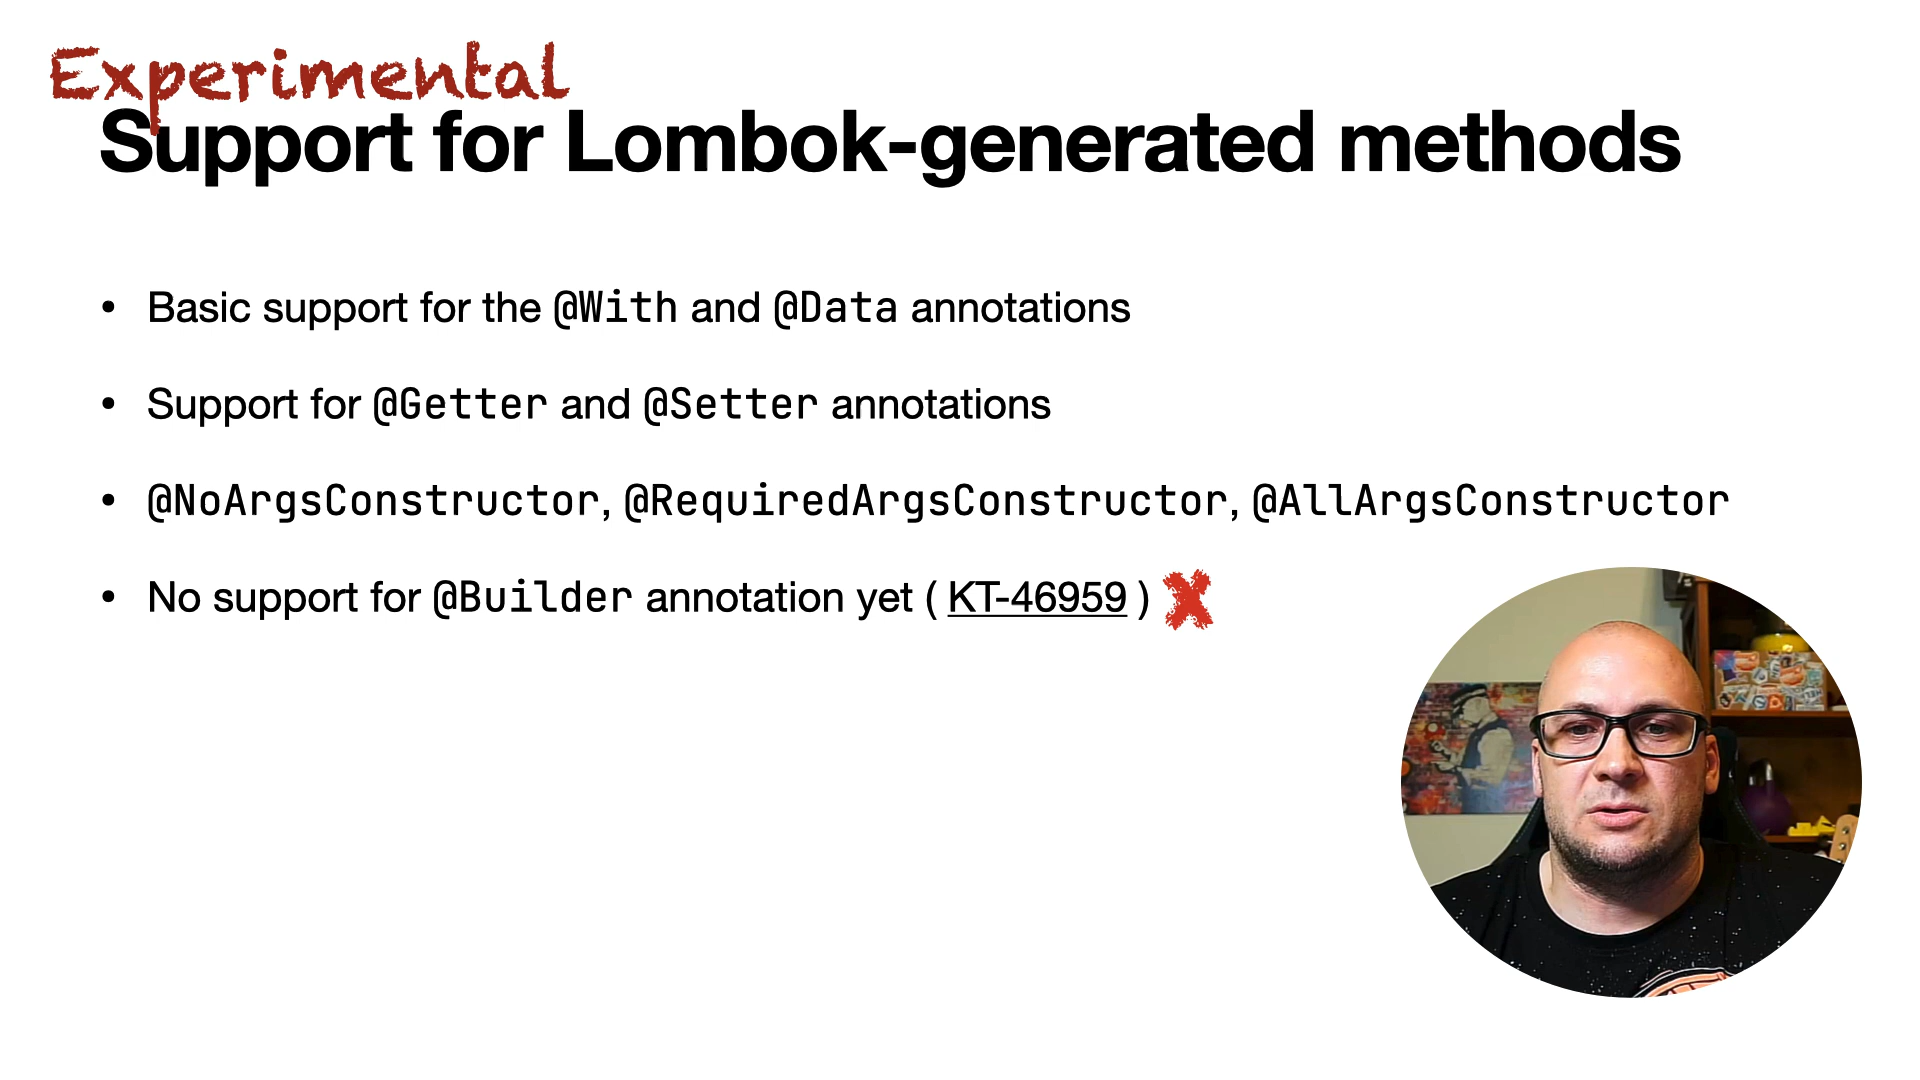 Experimental
Support for Lombok-generated methods
• Basic support for the @With and @Data annotations
• Support for @Getter and @Setter annotations
• @NoArgsConstructor, @RequiredArgsConstructor, @AllArgsConstructor
• No support for @Builder annotation yet ( KT-46959 )